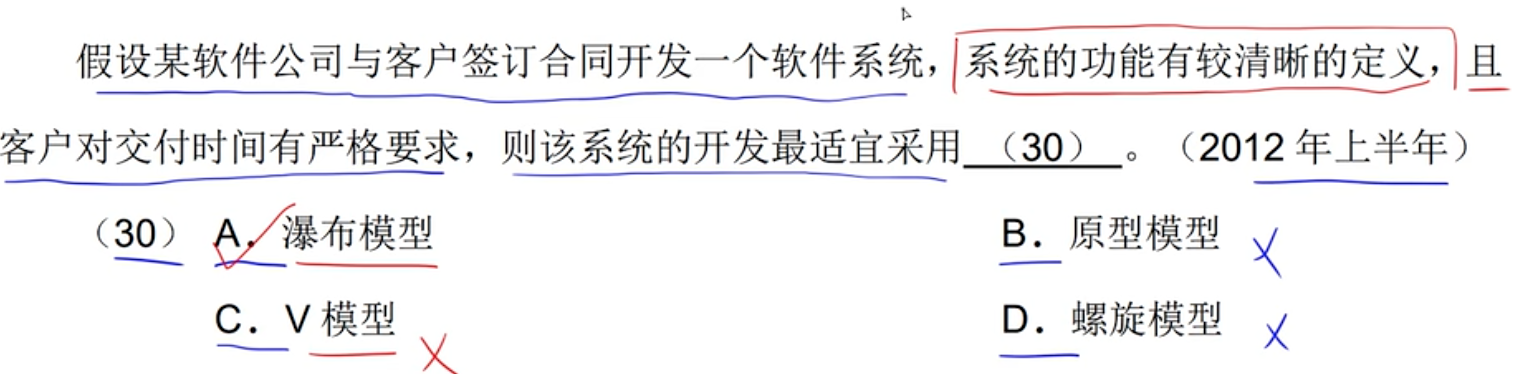 假设某软件公司与客户签订合同开发一个软件系统，系统的功能有较清晰的定义，且
客户对交付时间有严格要求，则该系统的开发最适宜采用 （30） 。（2012 年上半年）
（30） A．瀑布模型 B．原型模型
C．V 模型 D．螺旋模型